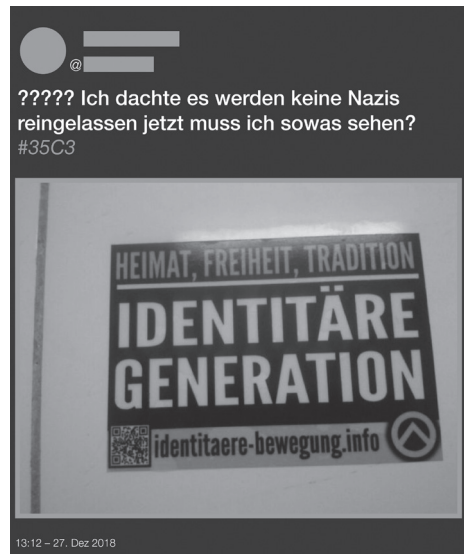 @
????? Ich dachte es werden keine Nazis
reingelassen jetzt muss ich sowas sehen?
#35C3
HEIMAT, FREIHEIT, TRADITION
IDENTITÄRE
GENERATION
identitaere-bewegung.info
13:12 – 27. Dez 2018